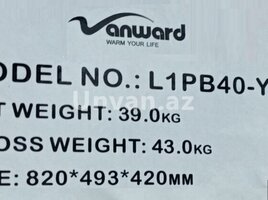 Vanward
WARM YOUR LIFE
ODEL NO.: L1PB40-Y
T WEIGHT: 39.0KG
Unvan.az
OSS WEIGHT: 43.0KG
E: 820*493*420MM